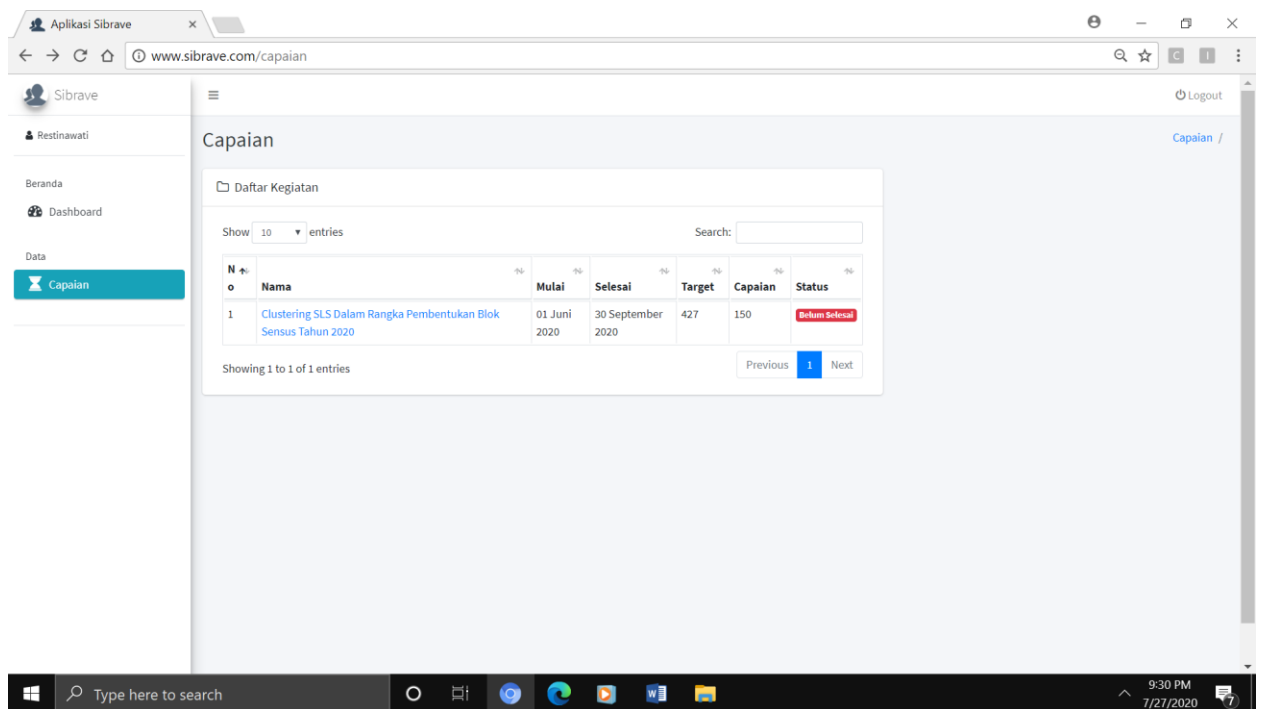 Aplikasi Sibrave
www.sibrave.com/capaian
C I
Sibrave
Logout
Restinawati
Capaian
Capaian /
Beranda
Dashboard
Data
Capaian
Daftar Kegiatan
Show 10 entries
Search:
No Nama Mulai Selesai Target Capaian Status
1 Clustering SLS Dalam Rangka Pembentukan Blok 01 Juni 30 September 427 150 Belum Selesai
Sensus Tahun 2020 2020 2020
Showing 1 to 1 of 1 entries
Previous 1 Next
Type here to search
9:30 PM
7/27/2020
7